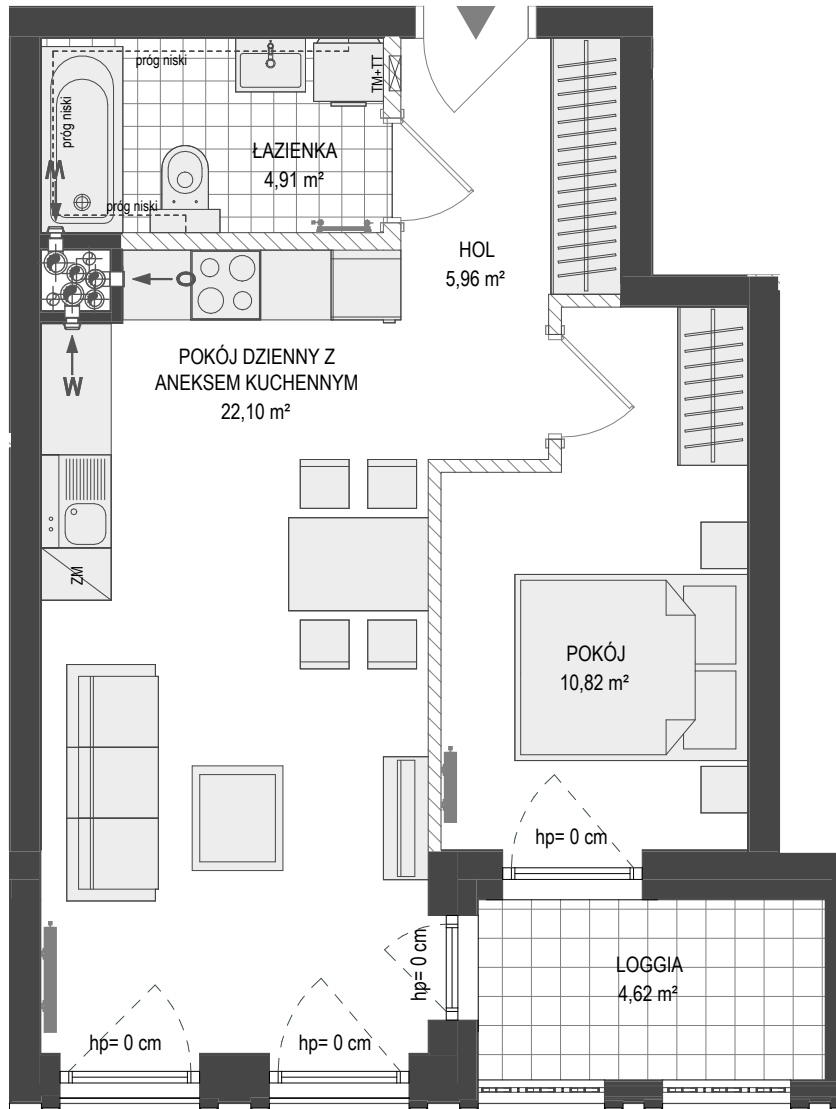 próg niski
TM+TT
próg niski
ŁAZIENKA
4,91 m²
W
próg niski
HOL
5,96 m²
O
POKÓJ DZIENNY Z
ANEKSEM KUCHENNYM
22,10 m²
W
ZM
POKÓJ
10,82 m²
hp= 0 cm
hp= 0 cm
LOGGIA
4,62 m²
hp= 0 cm
hp= 0 cm